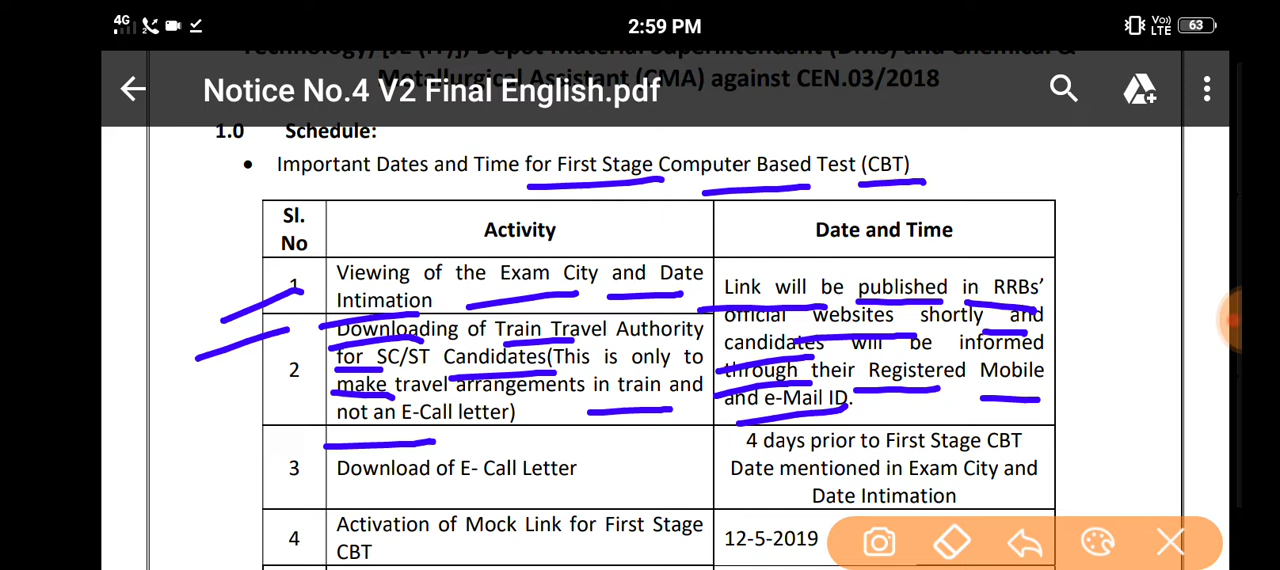 4G
2:59 PM
Vo)
LTE
63
Notice No.4 V2 Final English.pdf
Metallurgical Assistant (CMA) against CEN.03/2018
1.0 Schedule:
• Important Dates and Time for First Stage Computer Based Test (CBT)
Sl.
No
Activity
Date and Time
1
Viewing of the Exam City and Date
Intimation
2
Downloading of Train Travel Authority
for SC/ST Candidates(This is only to
make travel arrangements in train and
not an E-Call letter)
Link will be published in RRBs’
official websites shortly and
candidates will be informed
through their Registered Mobile
and e-Mail ID.
3
Download of E- Call Letter
4 days prior to First Stage CBT
Date mentioned in Exam City and
Date Intimation
4
Activation of Mock Link for First Stage
CBT
12-5-2019